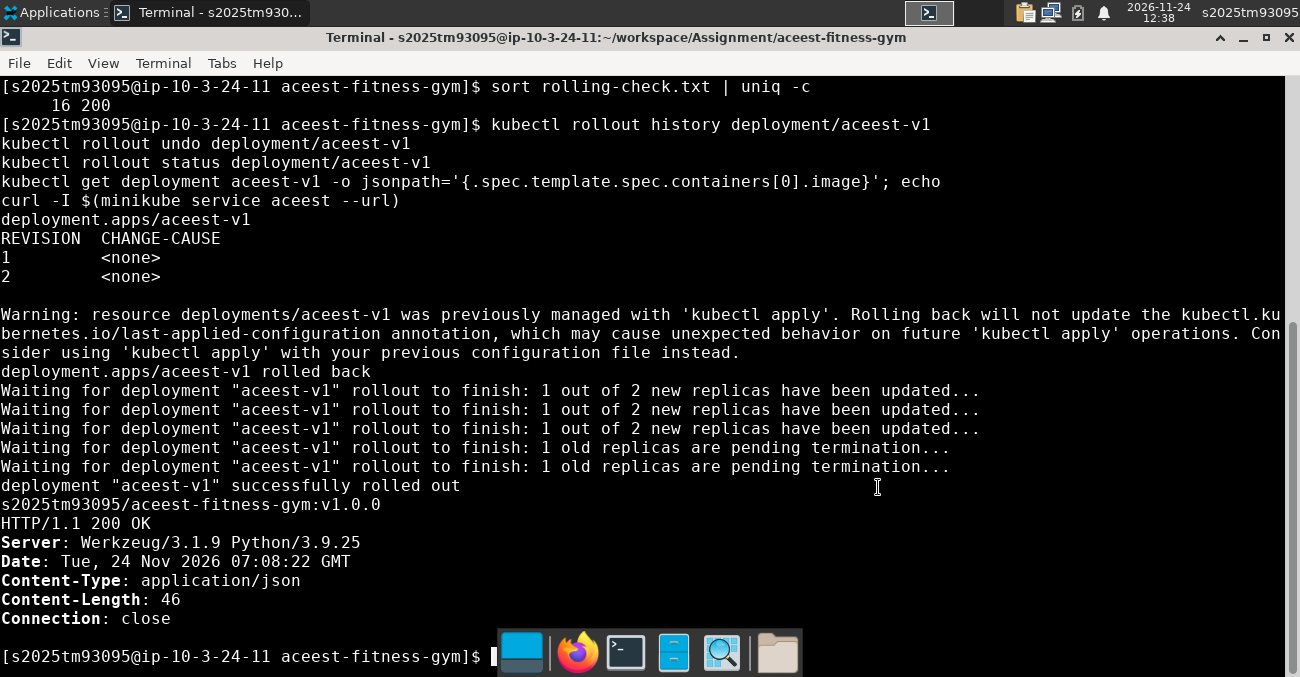 Applications
Terminal - s2025tm930...
2026-11-24
12:38
s2025tm93095
Terminal - s2025tm93095@ip-10-3-24-11:~/workspace/Assignment/aceest-fitness-gym
File Edit View Terminal Tabs Help
[s2025tm93095@ip-10-3-24-11 aceest-fitness-gym]$ sort rolling-check.txt | uniq -c
     16 200
[s2025tm93095@ip-10-3-24-11 aceest-fitness-gym]$ kubectl rollout history deployment/aceest-v1
kubectl rollout undo deployment/aceest-v1
kubectl rollout status deployment/aceest-v1
kubectl get deployment aceest-v1 -o jsonpath='{.spec.template.spec.containers[0].image}'; echo
curl -I $(minikube service aceest --url)
deployment.apps/aceest-v1
REVISION  CHANGE-CAUSE
1         <none>
2         <none>
Warning: resource deployments/aceest-v1 was previously managed with 'kubectl apply'. Rolling back will not update the kubectl.ku
bernetes.io/last-applied-configuration annotation, which may cause unexpected behavior on future 'kubectl apply' operations. Con
sider using 'kubectl apply' with your previous configuration file instead.
deployment.apps/aceest-v1 rolled back
Waiting for deployment "aceest-v1" rollout to finish: 1 out of 2 new replicas have been updated...
Waiting for deployment "aceest-v1" rollout to finish: 1 out of 2 new replicas have been updated...
Waiting for deployment "aceest-v1" rollout to finish: 1 out of 2 new replicas have been updated...
Waiting for deployment "aceest-v1" rollout to finish: 1 old replicas are pending termination...
Waiting for deployment "aceest-v1" rollout to finish: 1 old replicas are pending termination...
deployment "aceest-v1" successfully rolled out
s2025tm93095/aceest-fitness-gym:v1.0.0
HTTP/1.1 200 OK
Server: Werkzeug/3.1.9 Python/3.9.25
Date: Tue, 24 Nov 2026 07:08:22 GMT
Content-Type: application/json
Content-Length: 46
Connection: close
[s2025tm93095@ip-10-3-24-11 aceest-fitness-gym]$